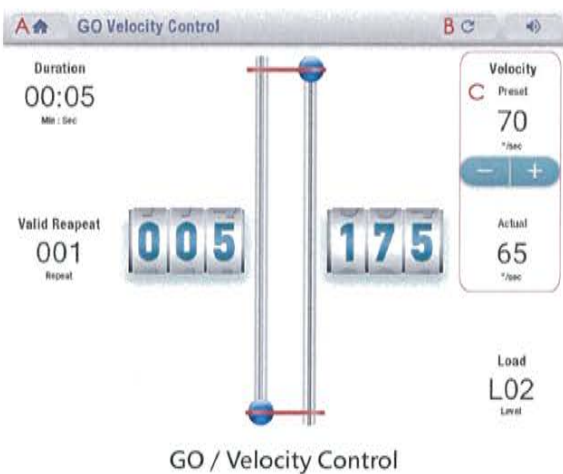 A GO Velocity Control B C
Duration
00:05
Min : Sec
Valid Reapeat
001
Repeat
005
175
Velocity
C Preset
70
°/sec
− +
Actual
65
°/sec
Load
L02
Level
GO / Velocity Control